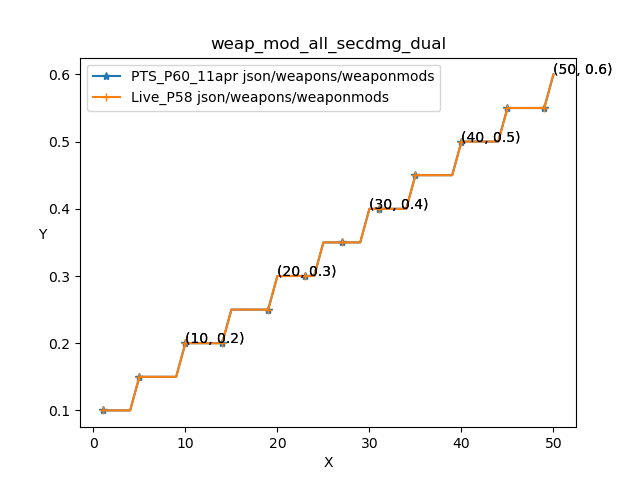 weap_mod_all_secdmg_dual
PTS_P60_11apr json/weapons/weaponmods
Live_P58 json/weapons/weaponmods
(50, 0.6)
(40, 0.5)
(30, 0.4)
(20, 0.3)
(10, 0.2)
Y
0.6
0.5
0.4
0.3
0.2
0.1
0 10 20 30 40 50
X